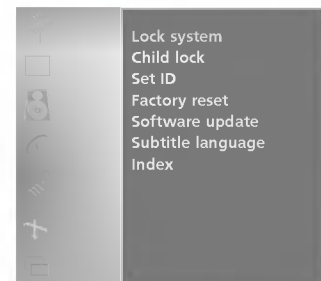 Lock system
Child lock
Set ID
Factory reset
Software update
Subtitle language
Index